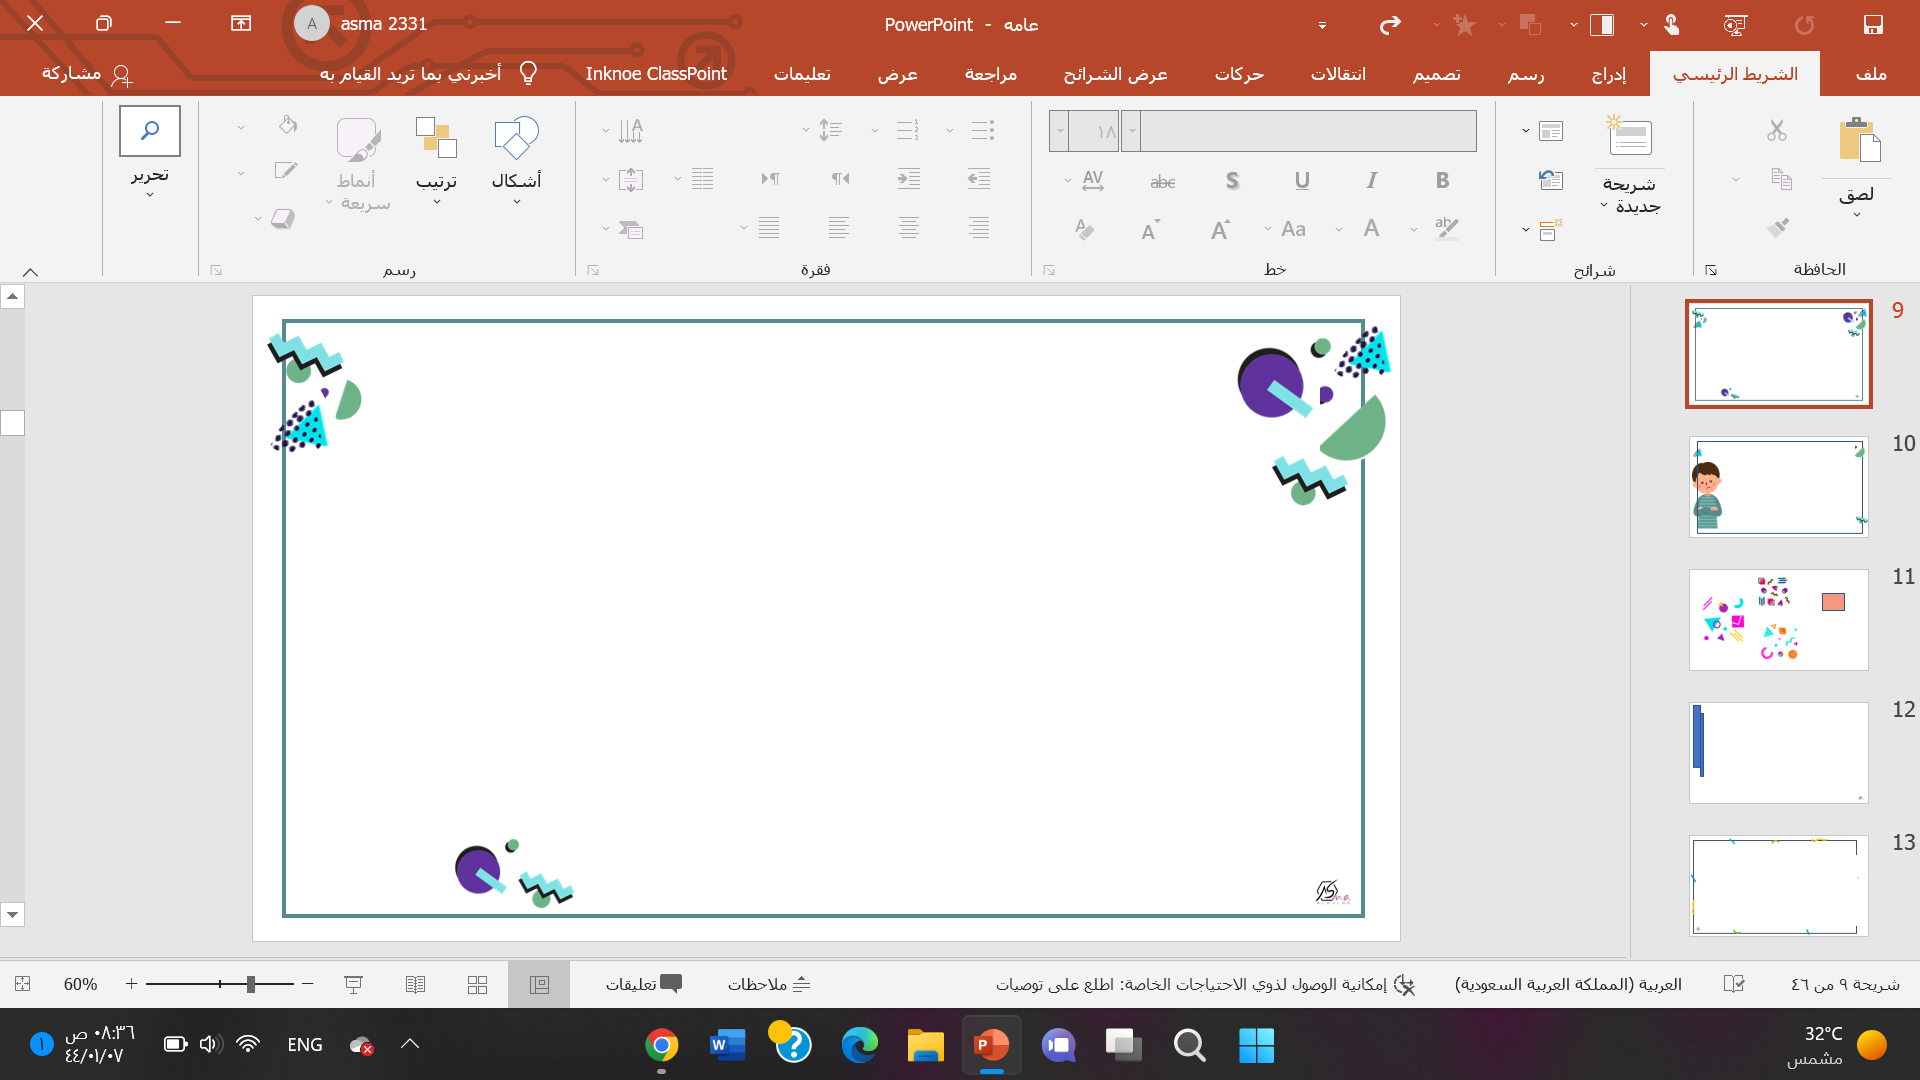 asma 2331
عامه - PowerPoint
ملف
الشريط الرئيسي
إدراج
رسم
تصميم
انتقالات
حركات
عرض الشرائح
مراجعة
عرض
تعليمات
Inknoe ClassPoint
أخبرني بما تريد القيام به
مشاركة
لصق
الحافظة
شريحة
جديدة
شرائح
١٨
خط
فقرة
أشكال
ترتيب
أنماط
سريعة
رسم
تحرير
9
10
11
12
13
شريحة ٩ من ٤٦
العربية (المملكة العربية السعودية)
إمكانية الوصول لذوي الاحتياجات الخاصة: اطلع على توصيات
ملاحظات
تعليقات
60%
32°C
مشمس
ENG
٠٨:٣٦ ص
٤٤/٠١/٠٧
١